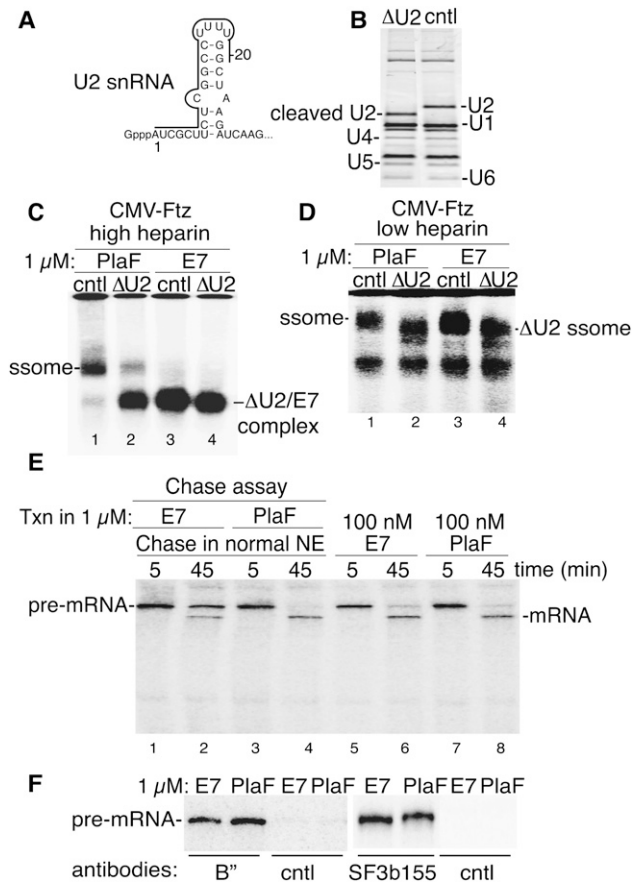 A
U2 snRNA
U U U U
C G
C G
G C
G U
C A
U A
C G
-20
GpppAUCGCUU-AUCAAG...
1
B
ΔU2 cntl
cleaved U2-
-U2
-U1
U4-
U5-
-U6
C
CMV-Ftz
high heparin
1 µM: PlaF E7
cntl ΔU2 cntl ΔU2
ssome-
-ΔU2/E7
complex
1 2 3 4
D
CMV-Ftz
low heparin
1 µM: PlaF E7
cntl ΔU2 cntl ΔU2
ssome-
-ΔU2 ssome
1 2 3 4
E
Chase assay
Txn in 1 µM: E7 PlaF 100 nM 100 nM
Chase in normal NE E7 PlaF
5 45 5 45 5 45 5 45 time (min)
pre-mRNA-
-mRNA
1 2 3 4 5 6 7 8
F
1 µM: E7 PlaF E7 PlaF E7 PlaF E7 PlaF
pre-mRNA-
antibodies: B” cntl SF3b155 cntl